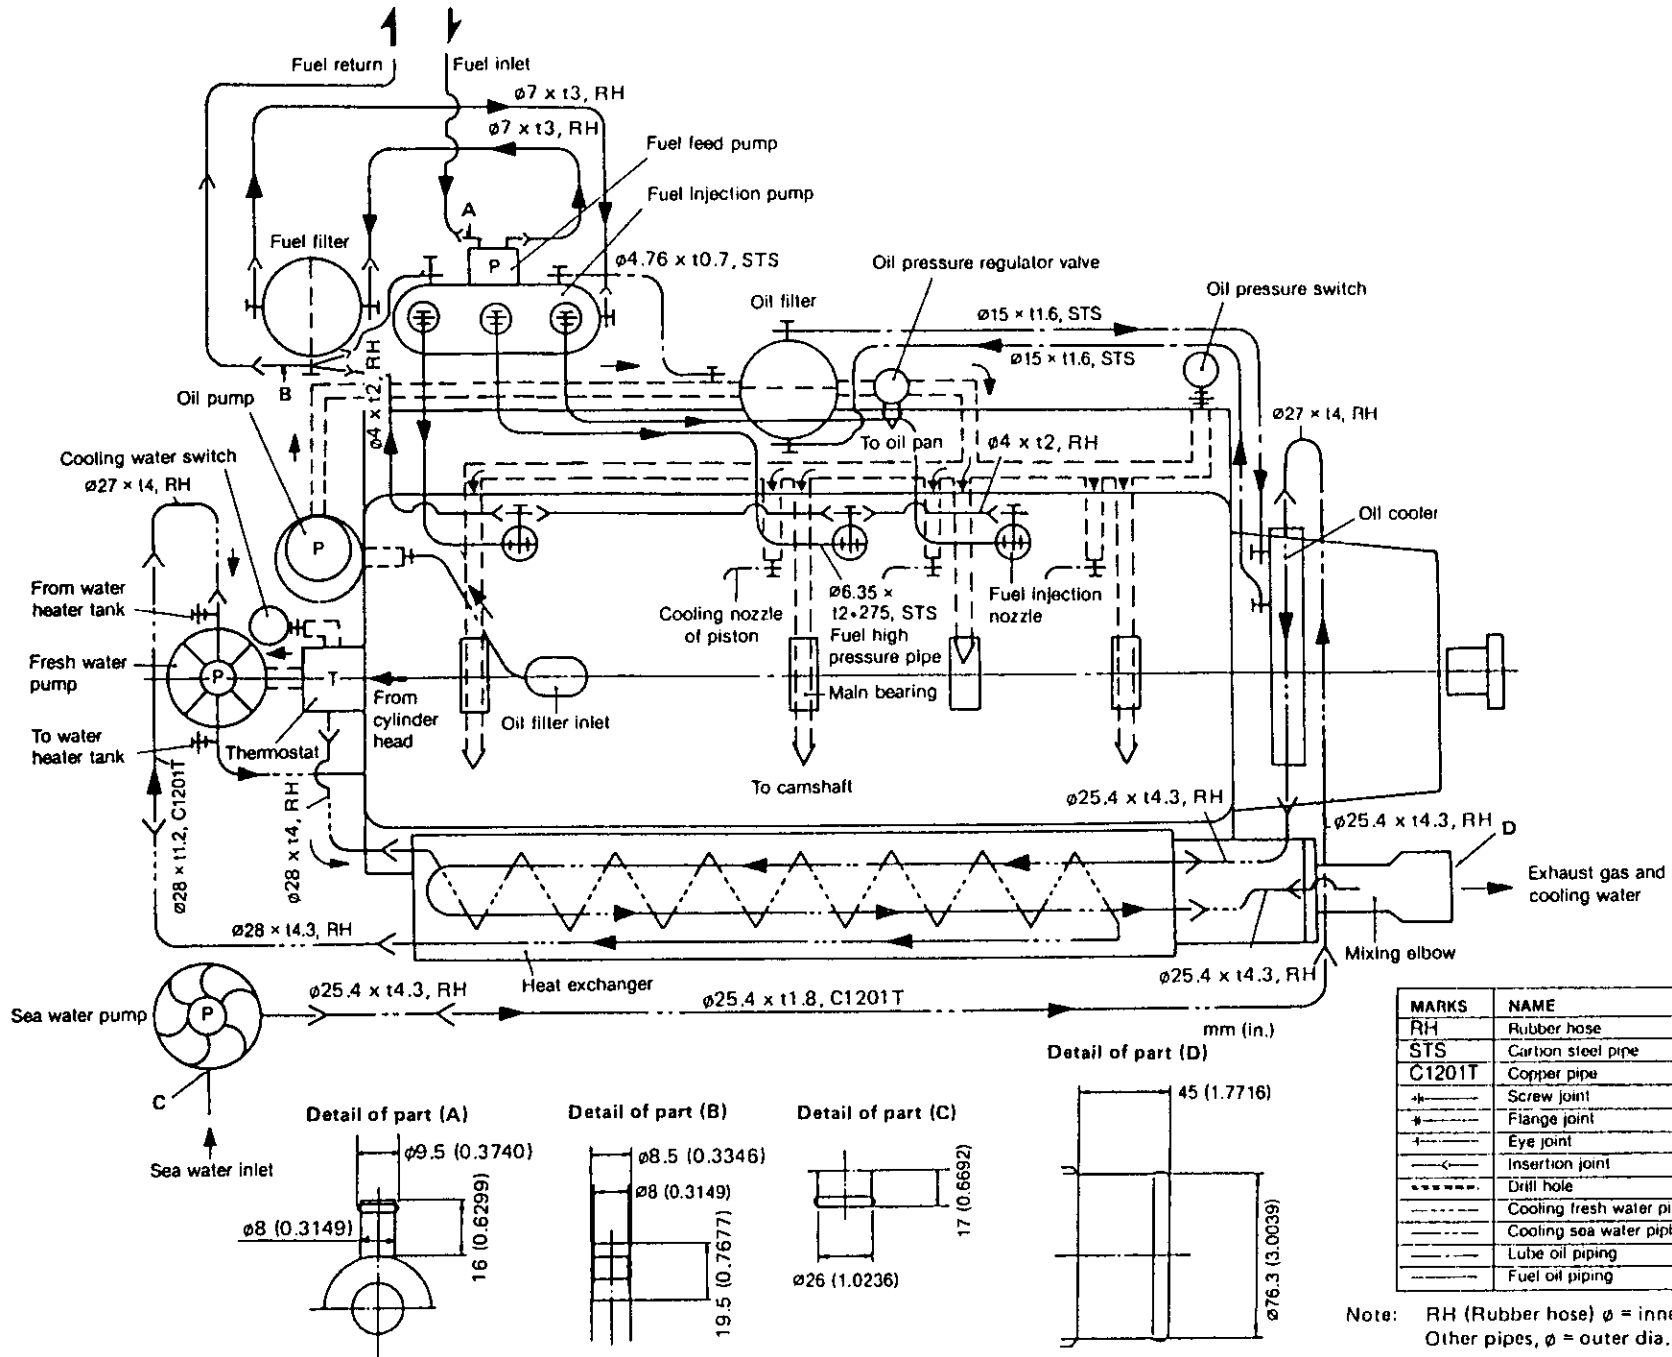 Fuel return
Fuel inlet
ø7 × t3, RH
ø7 × t3, RH
Fuel feed pump
Fuel Injection pump
A
Fuel filter
P
ø4.76 × t0.7, STS
Oil pressure regulator valve
Oil pressure switch
Oil filter
ø15 × t1.6, STS
ø15 × t1.6, STS
B
Oil pump
ø4 × t2, RH
ø27 × t4, RH
To oil pan
ø4 × t2, RH
Cooling water switch
ø27 × t4, RH
P
Oil cooler
From water
heater tank
Cooling nozzle
of piston
ø6.35 ×
t2•275, STS
Fuel high
pressure pipe
Fuel injection
nozzle
Fresh water
pump
P
T
From
cylinder
head
Oil filter inlet
Main bearing
To water
heater tank
Thermostat
To camshaft
ø28 × t1.2, C1201T
ø28 × t4, RH
ø25.4 × t4.3, RH
ø25.4 × t4.3, RH
D
Exhaust gas and
cooling water
ø28 × t4.3, RH
Mixing elbow
Heat exchanger
ø25.4 × t4.3, RH
Sea water pump
P
ø25.4 × t4.3, RH
ø25.4 × t1.8, C1201T
mm (in.)
C
Sea water inlet
Detail of part (A)
ø9.5 (0.3740)
ø8 (0.3149)
16 (0.6299)
Detail of part (B)
ø8.5 (0.3346)
ø8 (0.3149)
19.5 (0.7677)
Detail of part (C)
17 (0.6692)
ø26 (1.0236)
Detail of part (D)
45 (1.7716)
ø76.3 (3.0039)
MARKS NAME
RH Rubber hose
STS Carbon steel pipe
C1201T Copper pipe
Screw joint
Flange joint
Eye joint
Insertion joint
Drill hole
Cooling fresh water pi
Cooling sea water pipi
Lube oil piping
Fuel oil piping
Note: RH (Rubber hose) ø = inne
Other pipes, ø = outer dia.